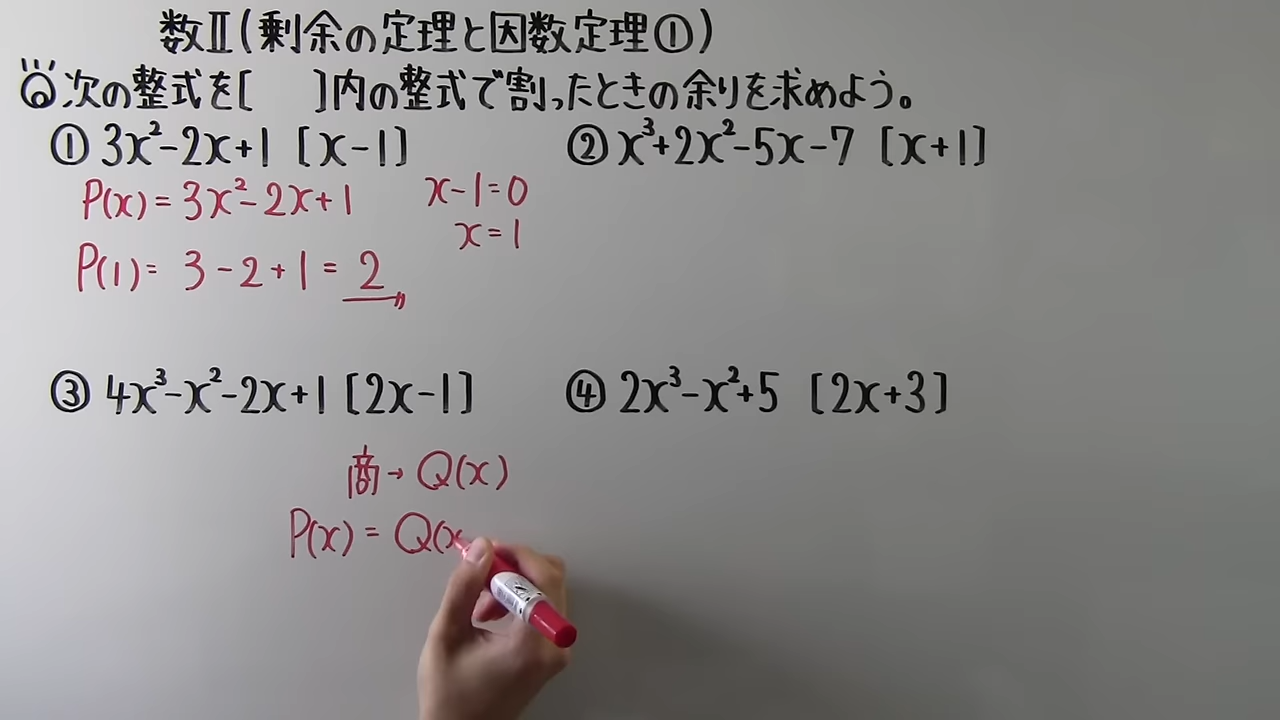 数Ⅱ(剰余の定理と因数定理①)
Q 次の整式を[ ]内の整式で割ったときの余りを求めよう。
① 3x²-2x+1 [x-1]
P(x)=3x²-2x+1
x-1=0
x=1
P(1)=3-2+1=2
② x³+2x²-5x-7 [x+1]
③ 4x³-x²-2x+1 [2x-1]
④ 2x³-x²+5 [2x+3]
商→Q(x)
P(x)=Q(x